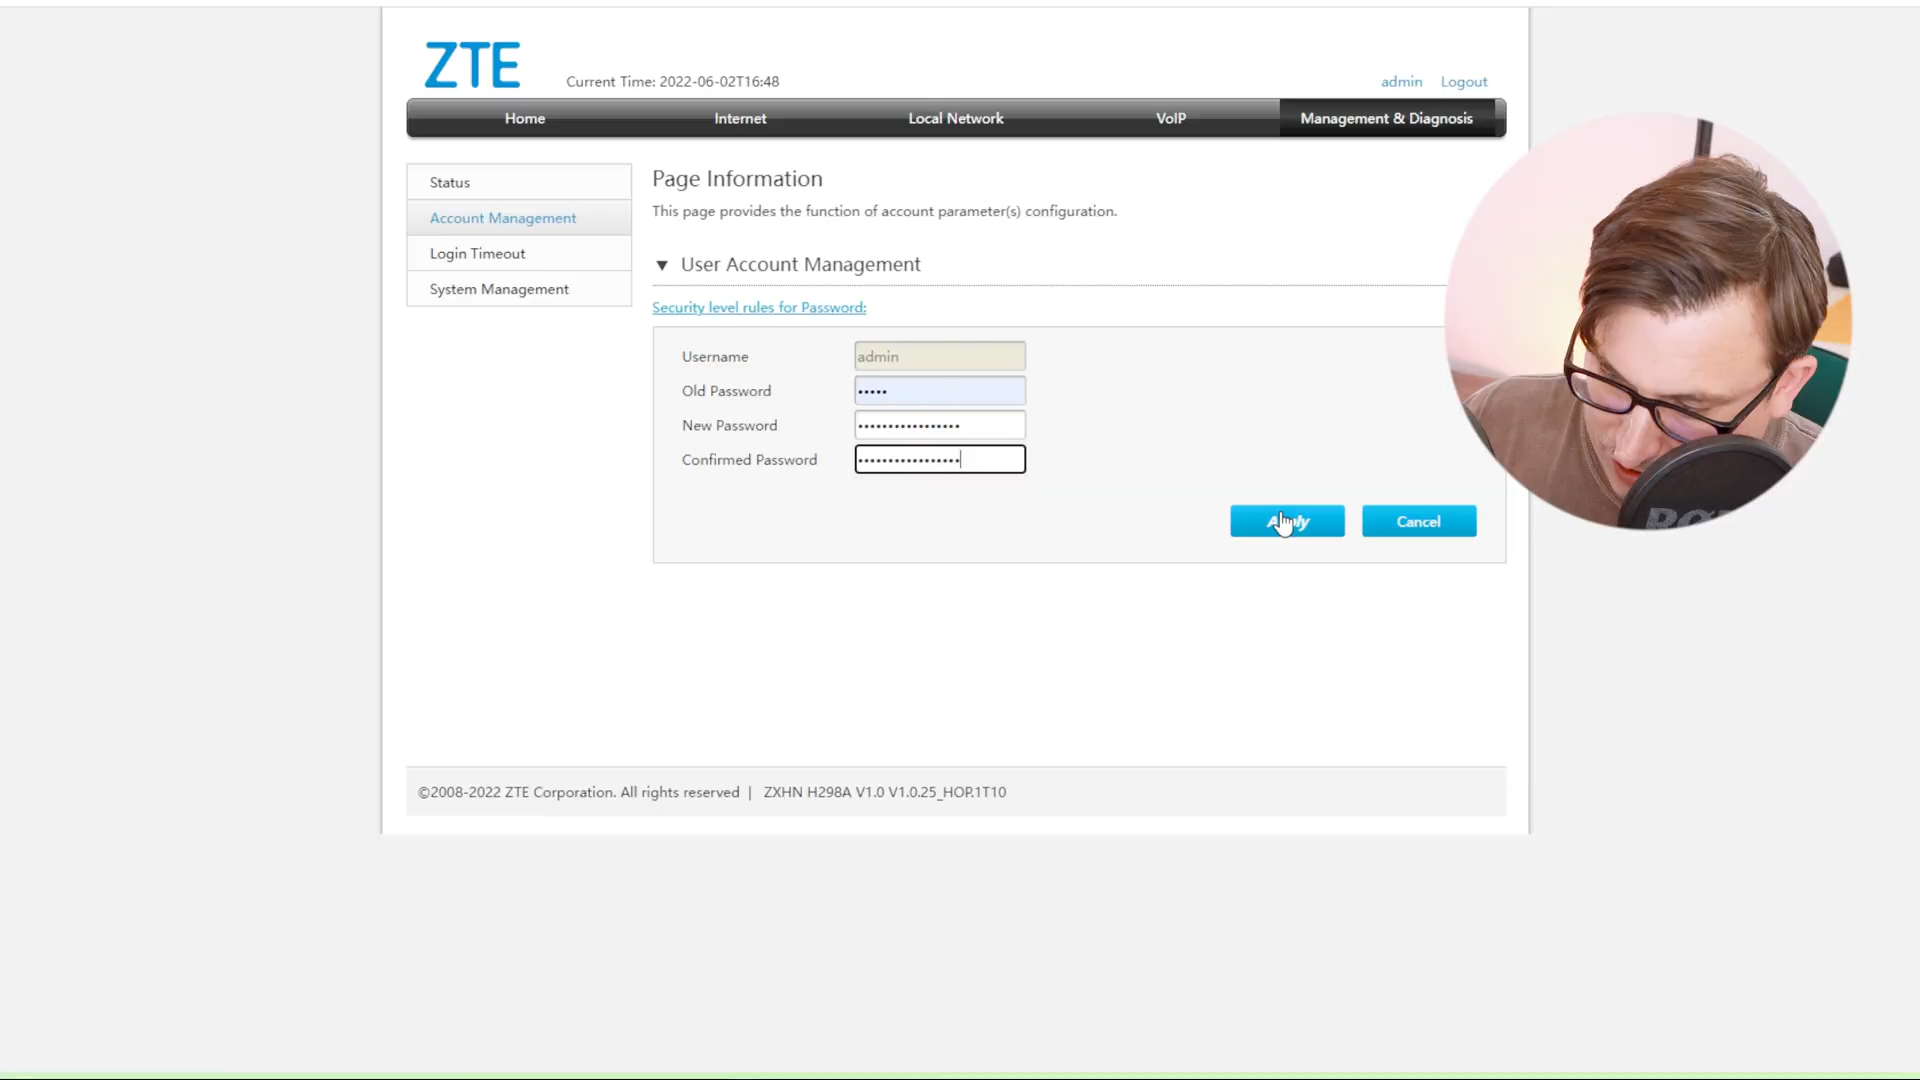 ZTE
Current Time: 2022-06-02T16:48
admin Logout
Home Internet Local Network VoIP Management & Diagnosis
Status
Account Management
Login Timeout
System Management
Page Information
This page provides the function of account parameter(s) configuration.
▼ User Account Management
Security level rules for Password:
Username admin
Old Password •••••
New Password •••••••••••••••••
Confirmed Password •••••••••••••••••
Apply Cancel
©2008-2022 ZTE Corporation. All rights reserved | ZXHN H298A V1.0 V1.0.25_HOP.1T10